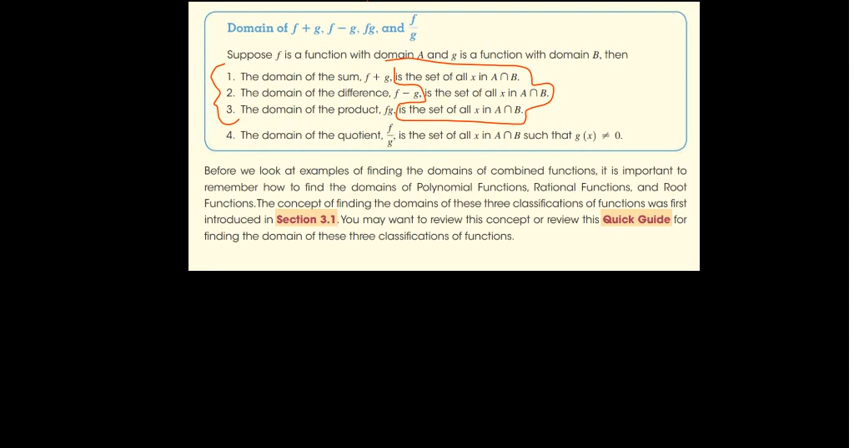 Domain of f + g, f − g, fg, and f/g
Suppose f is a function with domain A and g is a function with domain B, then
1. The domain of the sum, f + g, is the set of all x in A ∩ B.
2. The domain of the difference, f − g, is the set of all x in A ∩ B.
3. The domain of the product, fg, is the set of all x in A ∩ B.
4. The domain of the quotient, f/g, is the set of all x in A ∩ B such that g (x) ≠ 0.
Before we look at examples of finding the domains of combined functions, it is important to
remember how to find the domains of Polynomial Functions, Rational Functions, and Root
Functions. The concept of finding the domains of these three classifications of functions was first
introduced in Section 3.1. You may want to review this concept or review this Quick Guide for
finding the domain of these three classifications of functions.